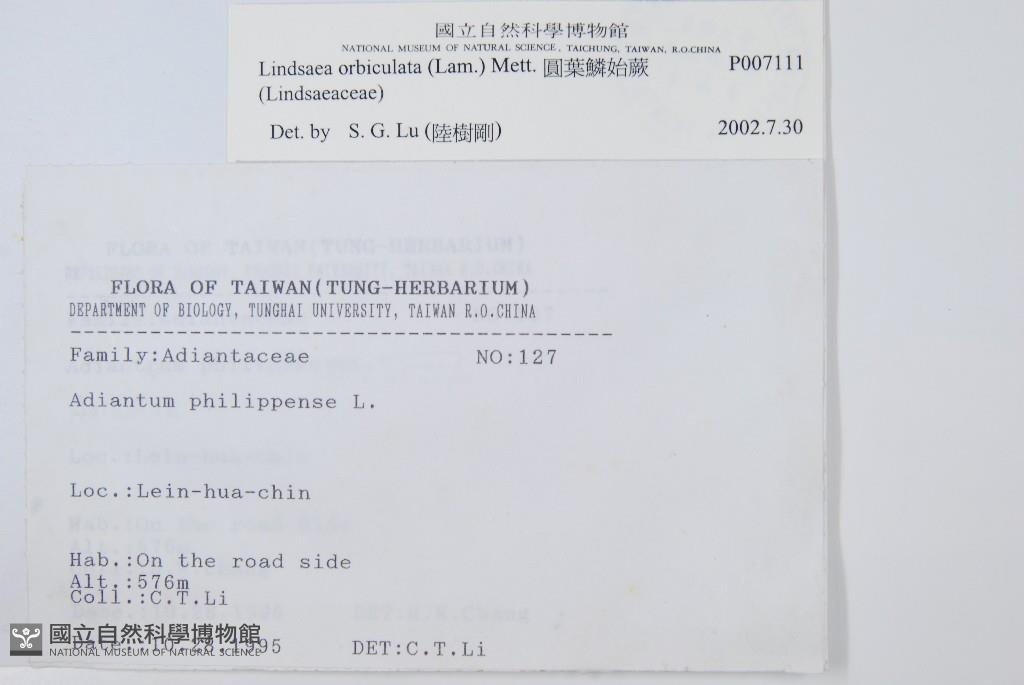 國立自然科學博物館
NATIONAL MUSEUM OF NATURAL SCIENCE, TAICHUNG, TAIWAN, R.O.CHINA
Lindsaea orbiculata (Lam.) Mett. 圓葉鱗始蕨 P007111
(Lindsaeaceae)
Det. by S. G. Lu (陸樹剛) 2002.7.30
FLORA OF TAIWAN(TUNG-HERBARIUM)
DEPARTMENT OF BIOLOGY, TUNGHAI UNIVERSITY, TAIWAN R.O.CHINA
Family:Adiantaceae NO:127
Adiantum philippense L.
Loc.:Lein-hua-chin
Hab.:On the road side
Alt.:576m
Coll.:C.T.Li
Date.:10.28.1995 DET:C.T.Li
國立自然科學博物館
NATIONAL MUSEUM OF NATURAL SCIENCE